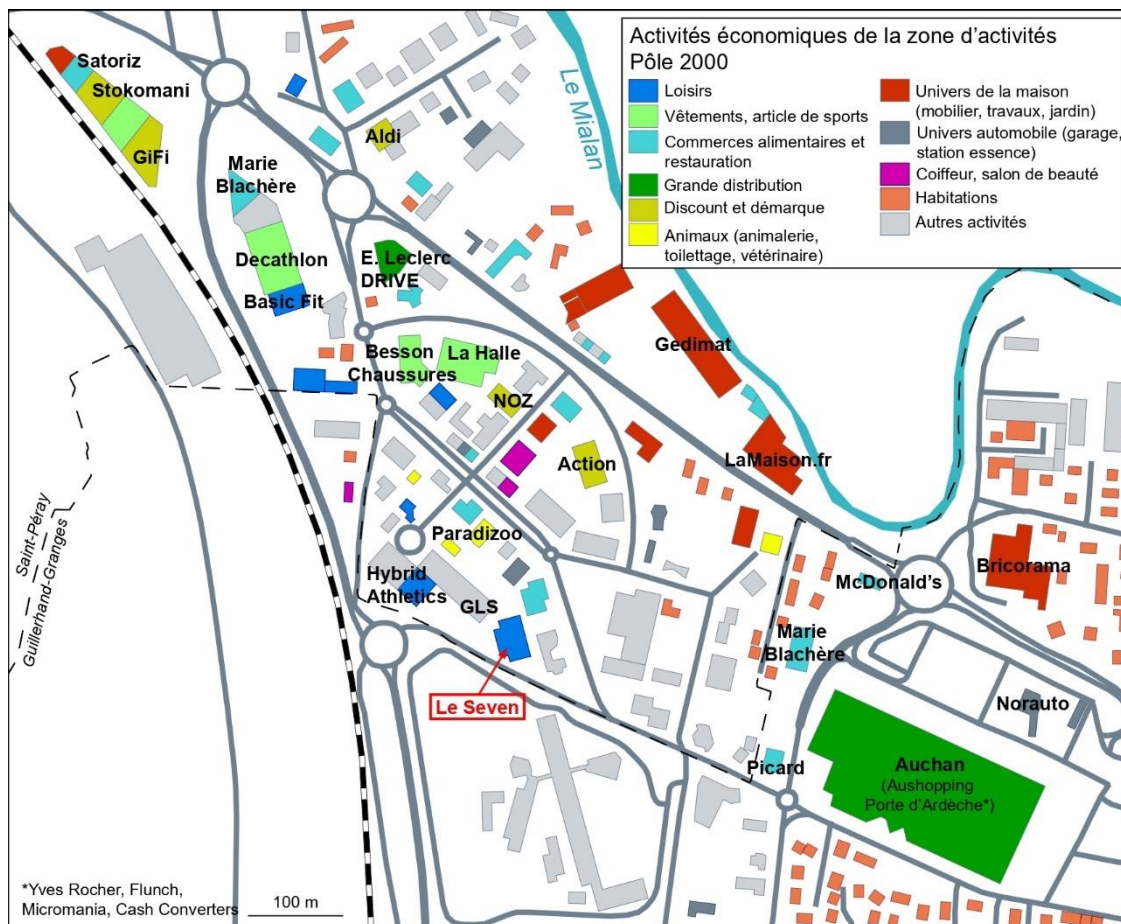 Activités économiques de la zone d'activités
Pôle 2000
Loisirs
Vêtements, article de sports
Commerces alimentaires et
restauration
Grande distribution
Discount et démarque
Animaux (animalerie,
toilettage, vétérinaire)
Univers de la maison
(mobilier, travaux, jardin)
Univers automobile (garage,
station essence)
Coiffeur, salon de beauté
Habitations
Autres activités
Le Mialan
Satoriz
Stokomani
GiFi
Aldi
Marie
Blachère
Decathlon
Basic Fit
E. Leclerc
DRIVE
Besson
Chaussures
La Halle
NOZ
Gedimat
LaMaison.fr
Action
Paradizoo
Hybrid
Athletics
GLS
Le Seven
McDonald's
Bricorama
Marie
Blachère
Norauto
Picard
Auchan
(Aushopping
Porte d'Ardèche*)
Saint-Péray
Guillerhand-Granges
*Yves Rocher, Flunch,
Micromania, Cash Converters
100 m